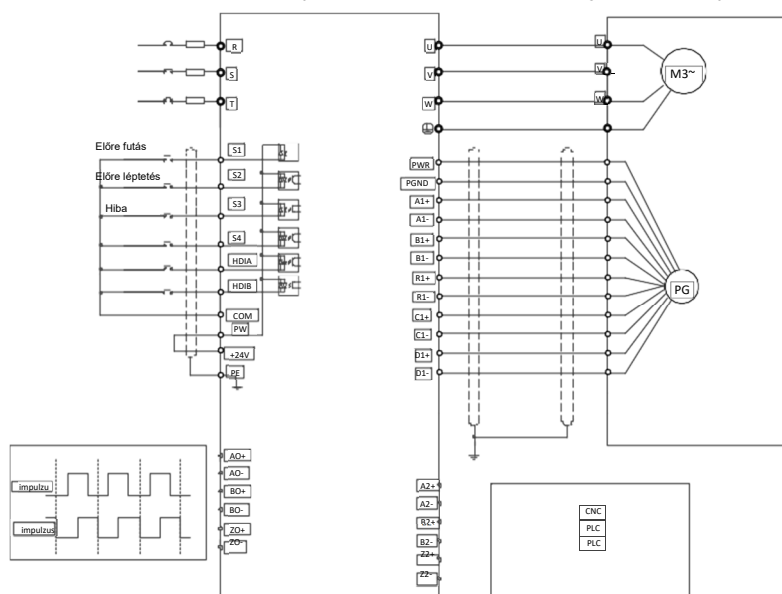 R
S
T
U
V
W
U
V
W
M3~
Előre futás
Előre léptetés
Hiba
S1
S2
S3
S4
HDIA
HDIB
COM
PW
+24V
PE
PWR
PGND
A1+
A1-
B1+
B1-
R1+
R1-
C1+
C1-
D1+
D1-
PG
impulzu
impulzus
AO+
AO-
BO+
BO-
ZO+
ZO-
A2+
A2-
B2+
B2-
Z2+
Z2-
CNC
PLC
PLC